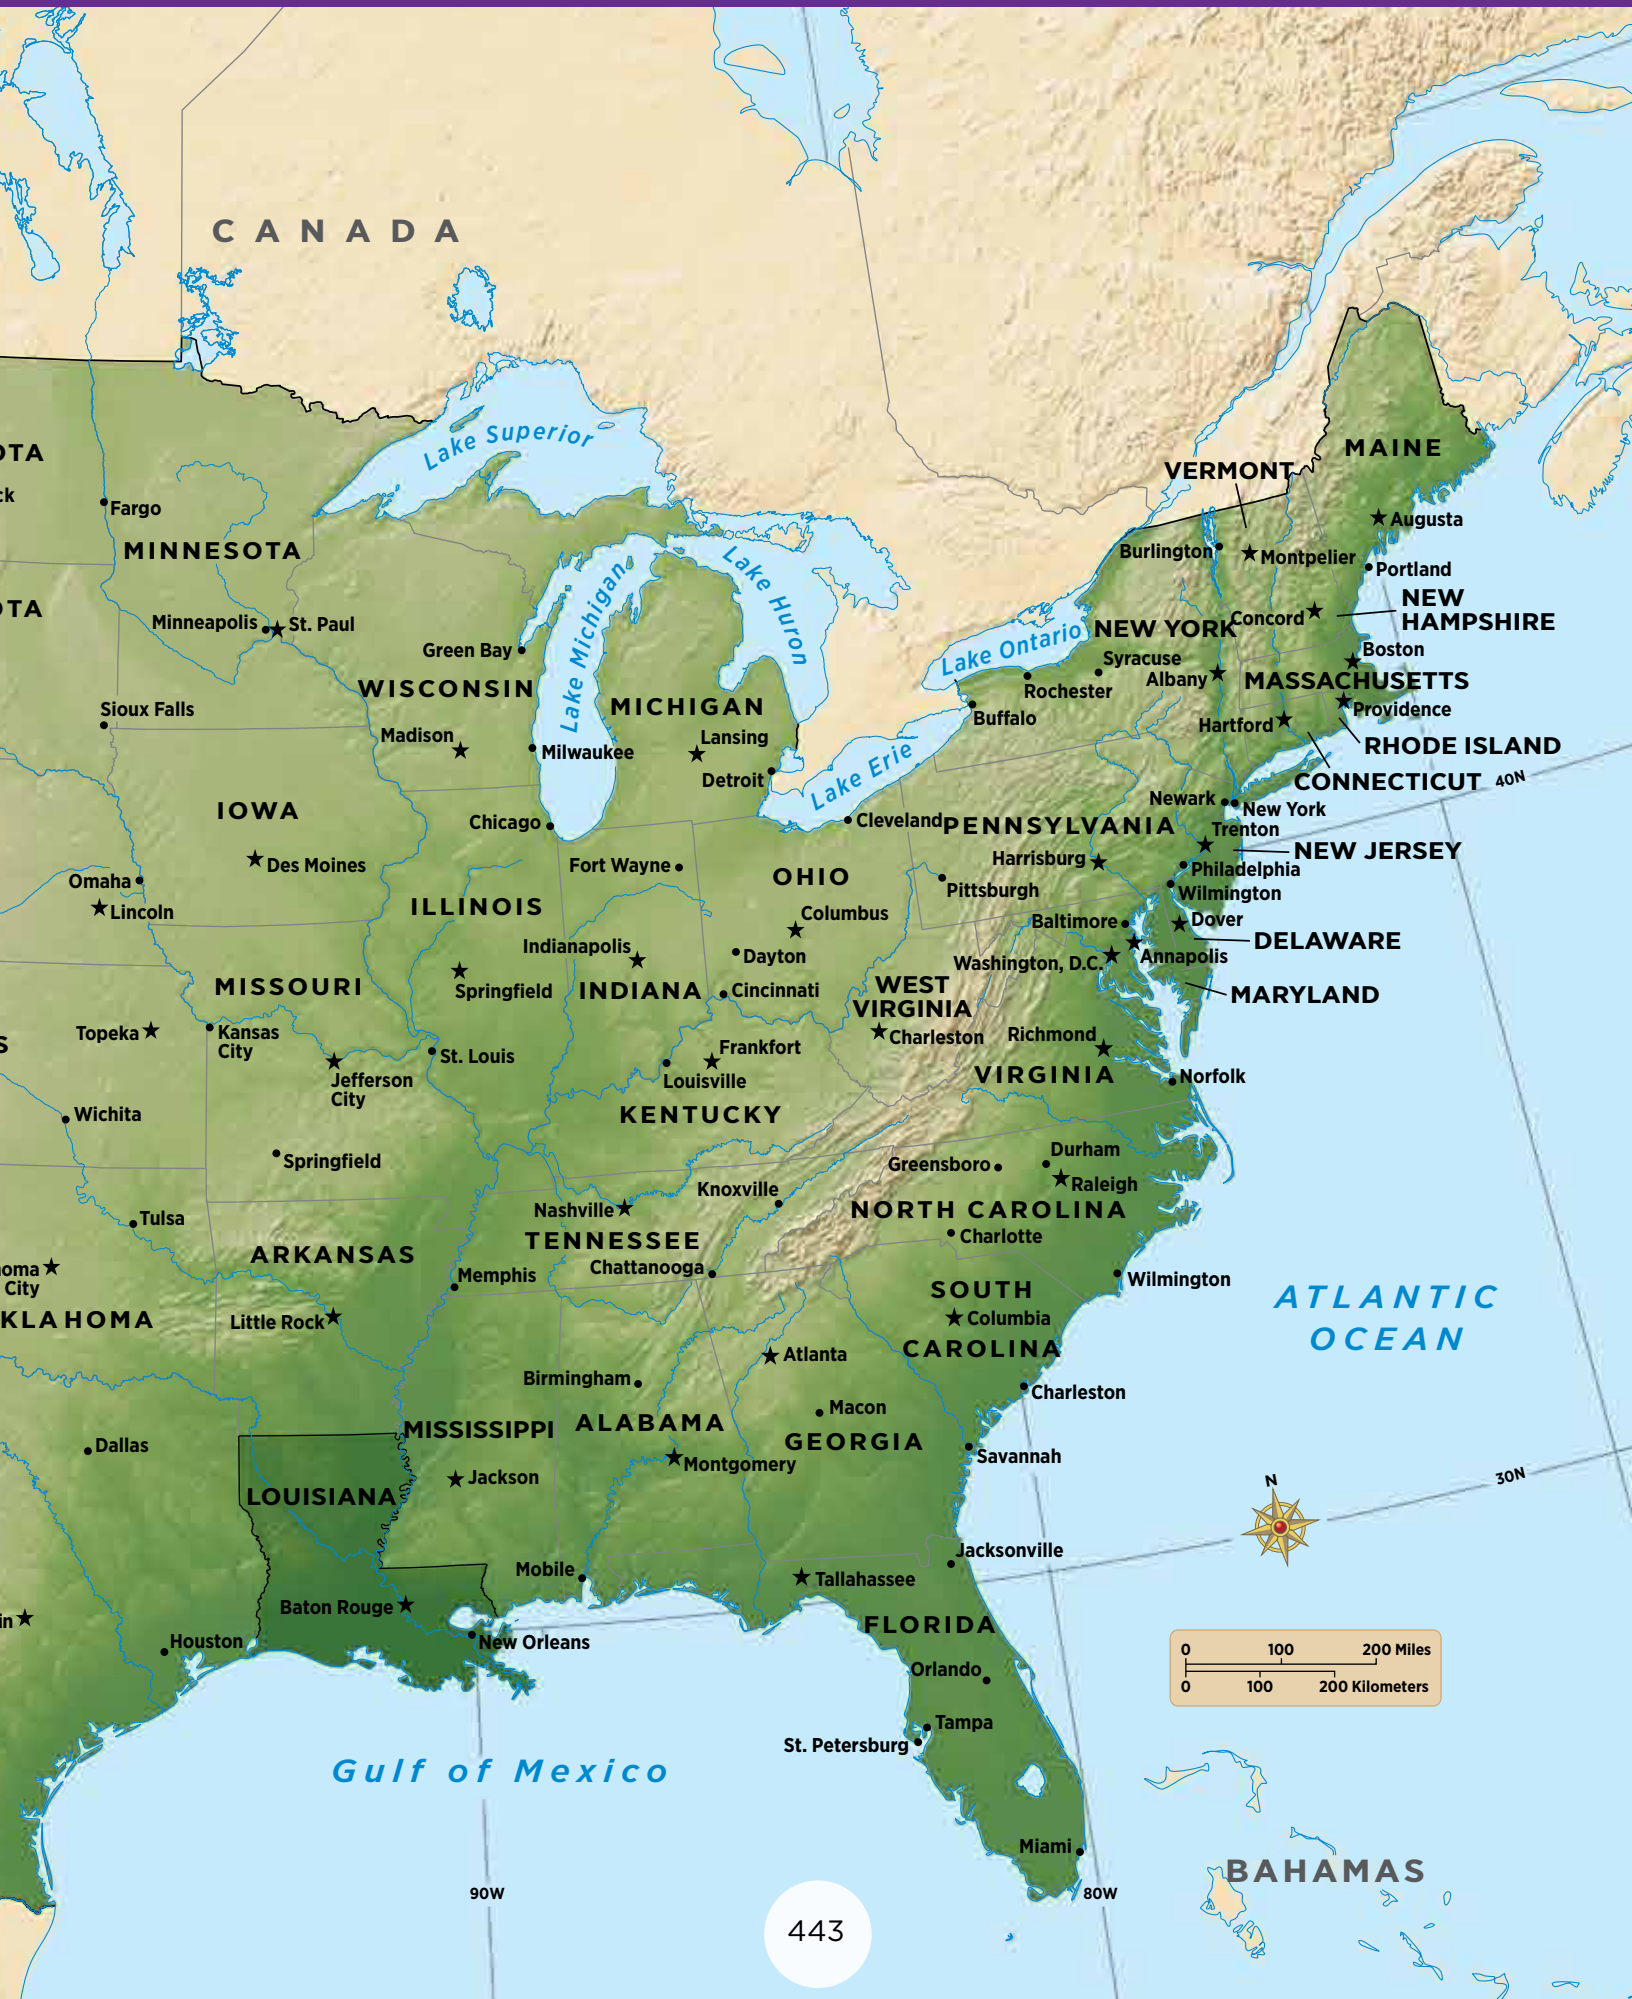 CANADA
Lake Superior
OTA
ck
Fargo
MINNESOTA
OTA
Minneapolis
St. Paul
Green Bay
WISCONSIN
Lake Michigan
Lake Huron
MICHIGAN
Lansing
Detroit
Sioux Falls
Madison
Milwaukee
Lake Erie
Lake Ontario
VERMONT
MAINE
Augusta
Burlington
Montpelier
Portland
NEW
HAMPSHIRE
Concord
NEW YORK
Boston
Syracuse
Albany
Rochester
Buffalo
MASSACHUSETTS
Providence
Hartford
RHODE ISLAND
CONNECTICUT
40N
IOWA
Des Moines
Chicago
Fort Wayne
Cleveland
PENNSYLVANIA
Newark
New York
Trenton
NEW JERSEY
Harrisburg
Philadelphia
Pittsburgh
Wilmington
Omaha
Lincoln
ILLINOIS
OHIO
Columbus
Baltimore
Dover
DELAWARE
Indianapolis
Dayton
Washington, D.C.
Annapolis
MISSOURI
Springfield
INDIANA
Cincinnati
WEST
VIRGINIA
MARYLAND
Charleston
S
Topeka
Kansas
City
Jefferson
City
St. Louis
Frankfort
Louisville
Richmond
VIRGINIA
Norfolk
Wichita
KENTUCKY
Springfield
Durham
Greensboro
Raleigh
Knoxville
NORTH CAROLINA
Charlotte
Tulsa
Nashville
TENNESSEE
Chattanooga
ARKANSAS
Memphis
oma
City
KLAHOMA
Little Rock
SOUTH
Columbia
CAROLINA
Wilmington
ATLANTIC
OCEAN
Atlanta
Birmingham
Charleston
Macon
MISSISSIPPI
ALABAMA
GEORGIA
Dallas
Jackson
Montgomery
Savannah
LOUISIANA
N
30N
Jacksonville
Mobile
Tallahassee
Baton Rouge
in
FLORIDA
Houston
New Orleans
Orlando
0 100 200 Miles
0 100 200 Kilometers
Tampa
St. Petersburg
Gulf of Mexico
Miami
BAHAMAS
90W
80W
443